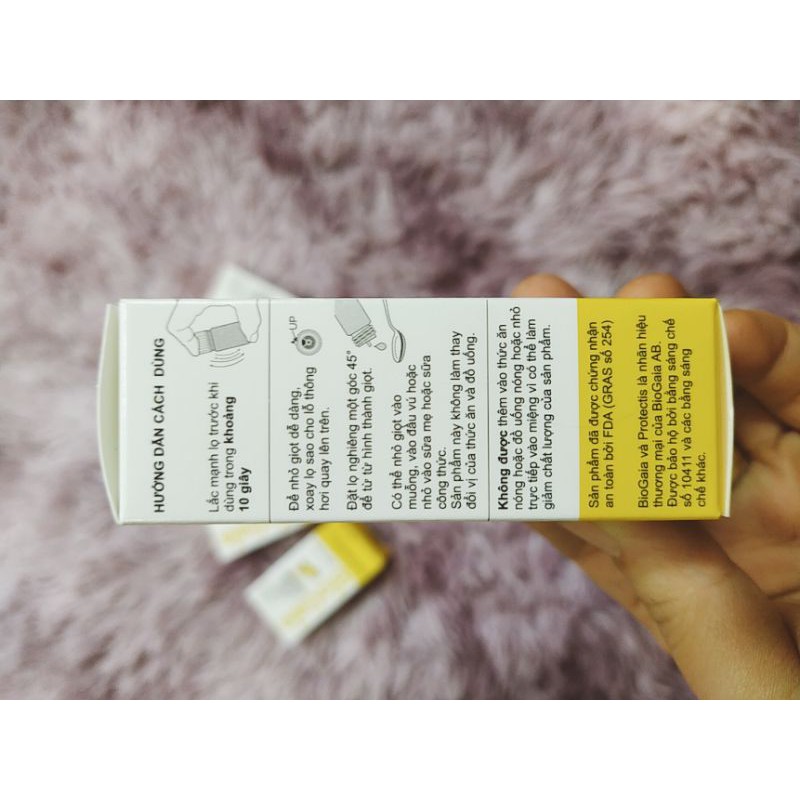 HƯỚNG DẪN CÁCH DÙNG
Lắc mạnh lọ trước khi
dùng trong khoảng
10 giây
Để nhỏ giọt dễ dàng,
xoay lọ sao cho lỗ thông
hơi quay lên trên.
UP
Đặt lọ nghiêng một góc 45°
để từ từ hình thành giọt.
Có thể nhỏ giọt vào
muỗng, vào đầu vú hoặc
nhỏ vào sữa mẹ hoặc sữa
công thức.
Sản phẩm này không làm thay
đổi vị của thức ăn và đồ uống.
Không được thêm vào thức ăn
nóng hoặc đồ uống nóng hoặc nhỏ
trực tiếp vào miệng vì có thể làm
giảm chất lượng của sản phẩm.
Sản phẩm đã được chứng nhận
an toàn bởi FDA (GRAS số 254)
BioGaia và Protectis là nhãn hiệu
thương mại của BioGaia AB.
Được bảo hộ bởi bằng sáng chế
số 10411 và các bằng sáng
chế khác.